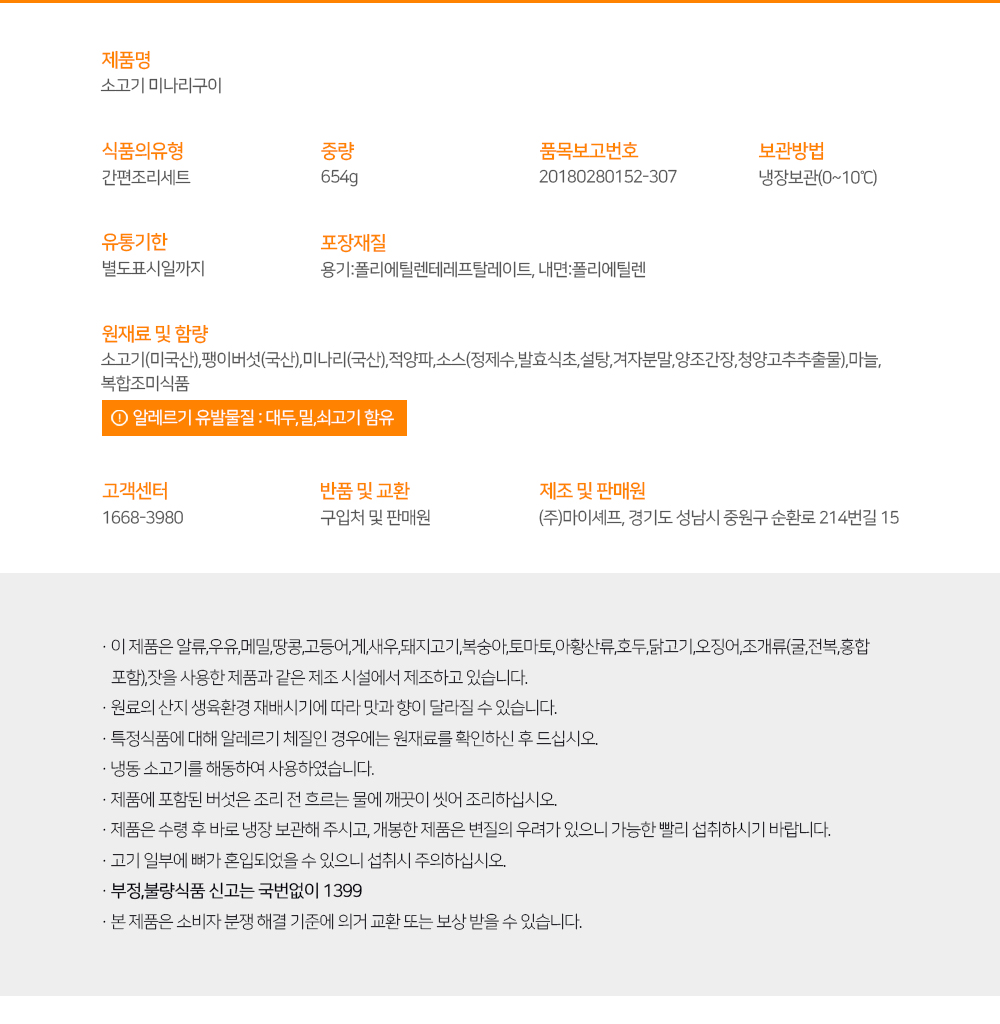 제품명
소고기 미나리구이
식품의유형
중량
품목보고번호
보관방법
간편조리세트
654g
20180280152-307
냉장보관(0~10℃)
유통기한
포장재질
별도표시일까지
용기:폴리에틸렌테레프탈레이트, 내면:폴리에틸렌
원재료 및 함량
소고기(미국산),팽이버섯(국산),미나리(국산),적양파,소스(정제수,발효식초,설탕,겨자분말,양조간장,청양고추추출물),마늘,
복합조미식품
알레르기 유발물질 : 대두,밀,쇠고기 함유
고객센터
반품 및 교환
제조 및 판매원
1668-3980
구입처 및 판매원
(주)마이셰프, 경기도 성남시 중원구 순환로 214번길 15
· 이 제품은 알류,우유,메밀,땅콩,고등어,게,새우,돼지고기,복숭아,토마토,아황산류,호두,닭고기,오징어,조개류(굴,전복,홍합
포함),잣을 사용한 제품과 같은 제조 시설에서 제조하고 있습니다.
· 원료의 산지 생육환경 재배시기에 따라 맛과 향이 달라질 수 있습니다.
· 특정식품에 대해 알레르기 체질인 경우에는 원재료를 확인하신 후 드십시오.
· 냉동 소고기를 해동하여 사용하였습니다.
· 제품에 포함된 버섯은 조리 전 흐르는 물에 깨끗이 씻어 조리하십시오.
· 제품은 수령 후 바로 냉장 보관해 주시고, 개봉한 제품은 변질의 우려가 있으니 가능한 빨리 섭취하시기 바랍니다.
· 고기 일부에 뼈가 혼입되었을 수 있으니 섭취시 주의하십시오.
· 부정,불량식품 신고는 국번없이 1399
· 본 제품은 소비자 분쟁 해결 기준에 의거 교환 또는 보상 받을 수 있습니다.